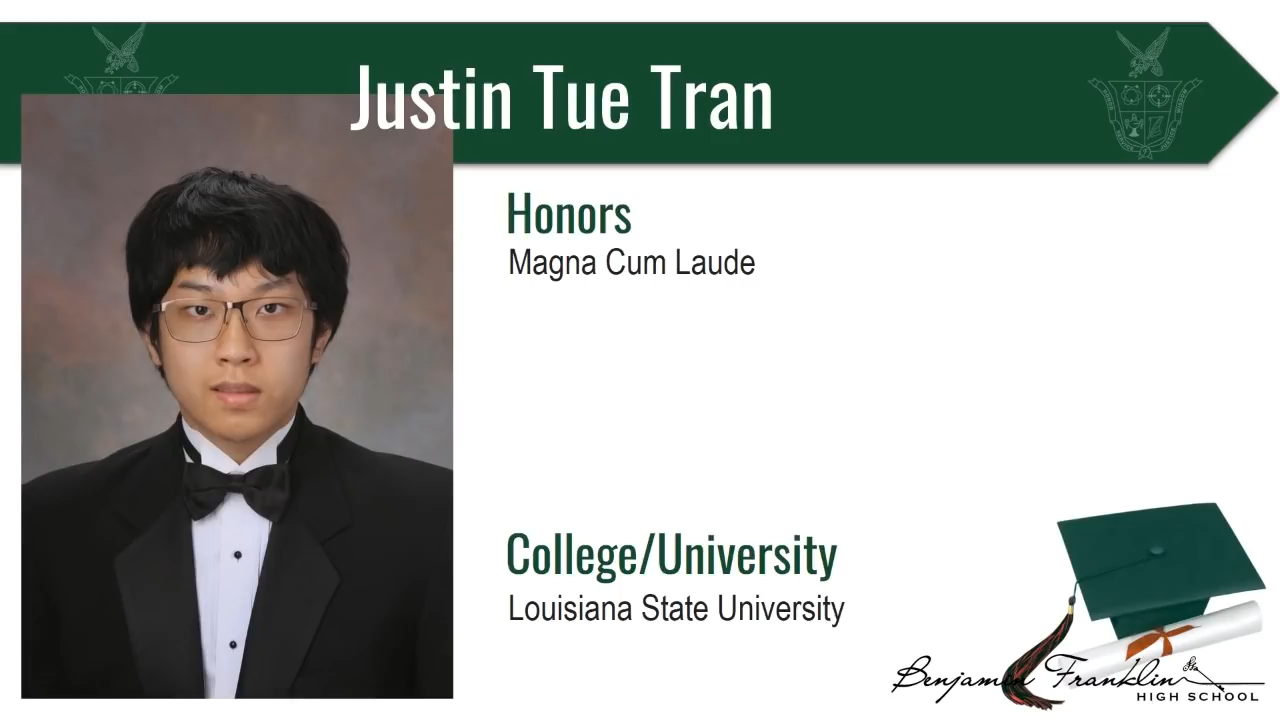 Justin Tue Tran
Honors
Magna Cum Laude
College/University
Louisiana State University
Benjamin Franklin
HIGH SCHOOL